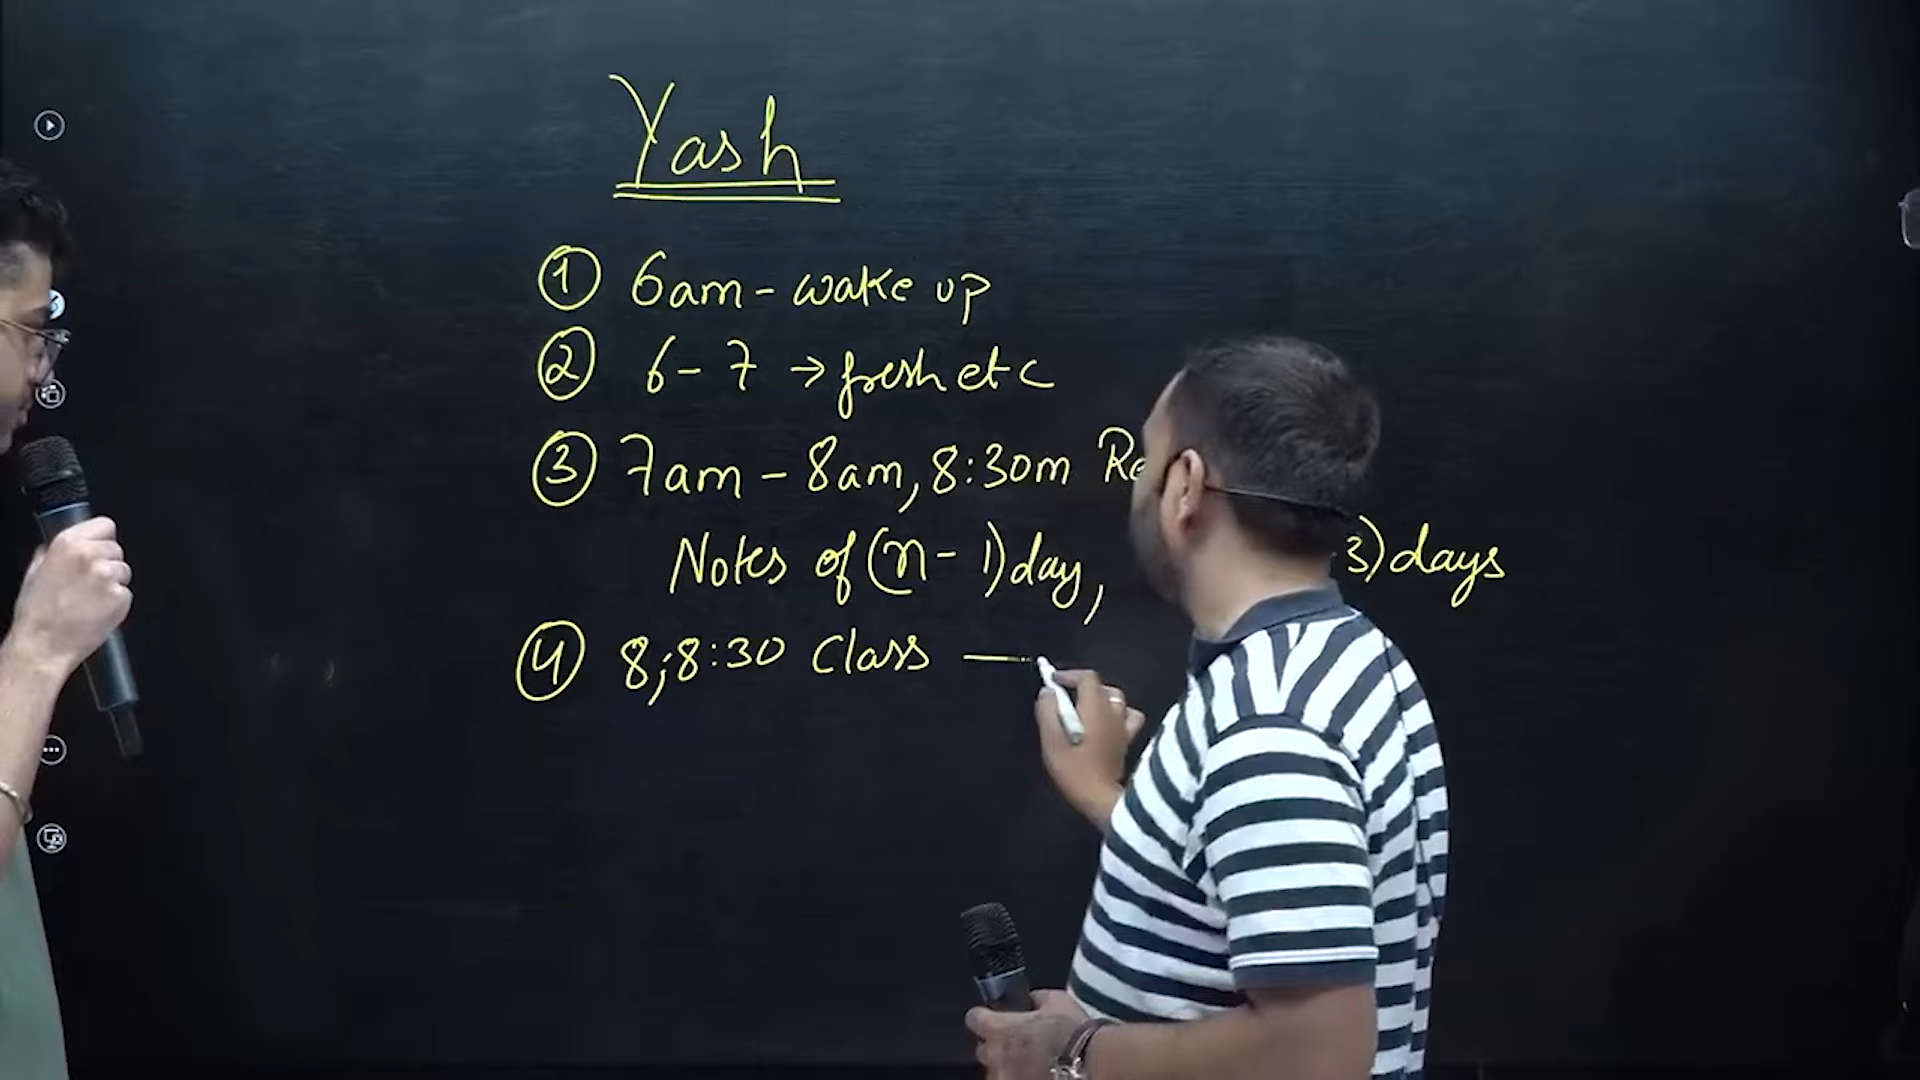 Yash
① 6am - wake up
② 6 - 7 → fresh etc
③ 7am - 8am, 8:30m
Notes of (n - 1) day, 3) days
④ 8;8:30 Class —